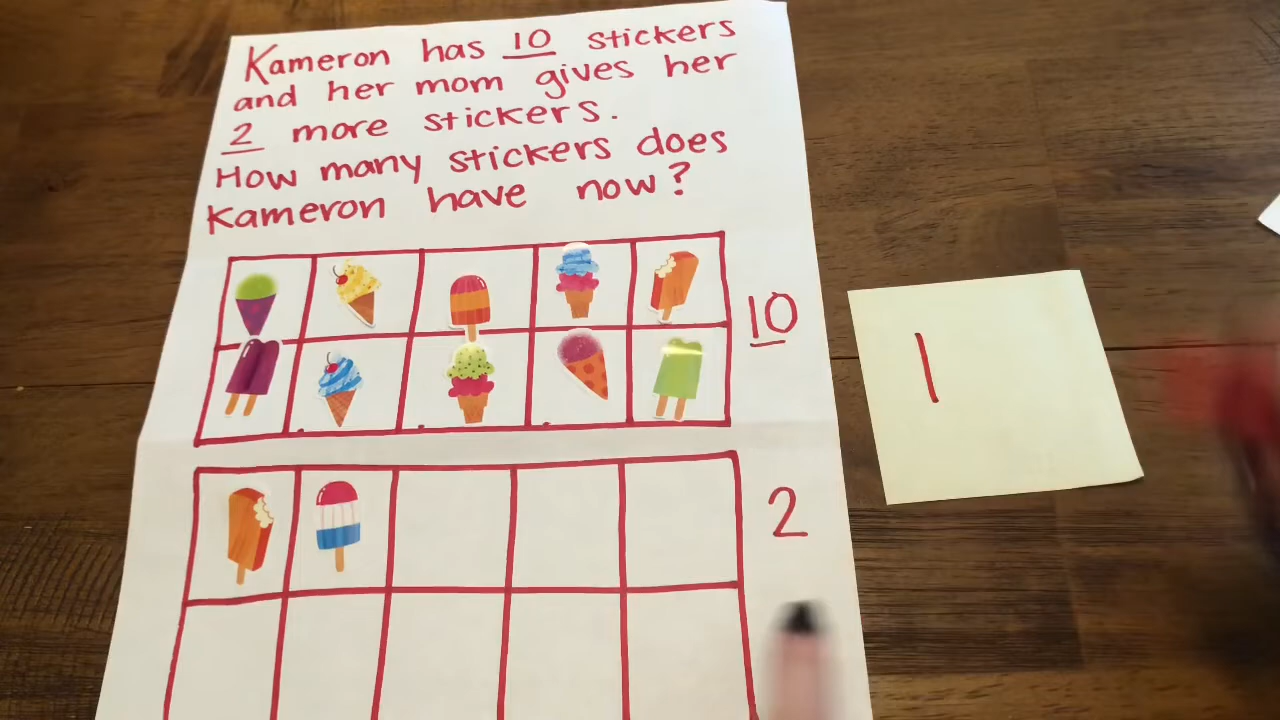 Kameron has 10 stickers
and her mom gives her
2 more stickers.
How many stickers does
Kameron have now?
10
2
1